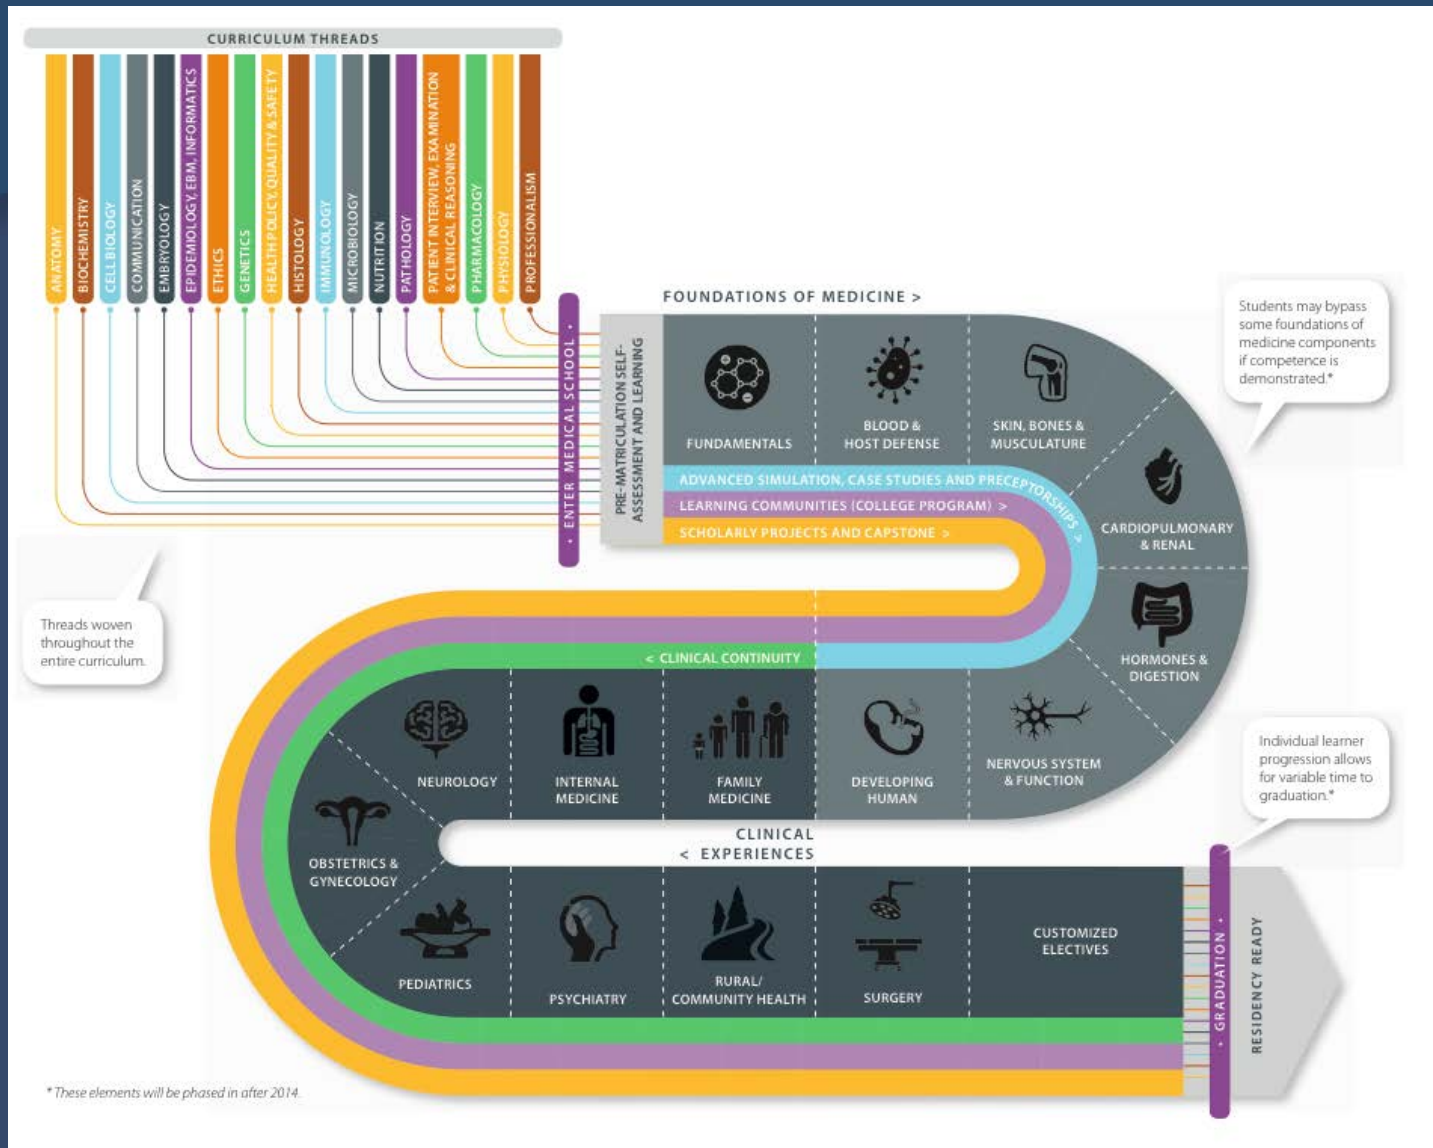 CURRICULUM THREADS
ANATOMY
BIOCHEMISTRY
CELL BIOLOGY
COMMUNICATION
EMBRYOLOGY
EPIDEMIOLOGY, EBM, INFORMATICS
ETHICS
GENETICS
HEALTH POLICY, QUALITY & SAFETY
HISTOLOGY
IMMUNOLOGY
MICROBIOLOGY
NUTRITION
PATHOLOGY
PATIENT INTERVIEW, EXAMINATION
& CLINICAL REASONING
PHARMACOLOGY
PHYSIOLOGY
PROFESSIONALISM
• ENTER MEDICAL SCHOOL •
PRE-MATRICULATION SELF-
ASSESSMENT AND LEARNING
FOUNDATIONS OF MEDICINE >
FUNDAMENTALS
BLOOD &
HOST DEFENSE
SKIN, BONES &
MUSCULATURE
CARDIOPULMONARY
& RENAL
HORMONES &
DIGESTION
NERVOUS SYSTEM
& FUNCTION
DEVELOPING
HUMAN
Students may bypass
some foundations of
medicine components
if competence is
demonstrated.*
ADVANCED SIMULATION, CASE STUDIES AND PRECEPTORSHIPS >
LEARNING COMMUNITIES (COLLEGE PROGRAM) >
SCHOLARLY PROJECTS AND CAPSTONE >
Threads woven
throughout the
entire curriculum.
< CLINICAL CONTINUITY
FAMILY
MEDICINE
INTERNAL
MEDICINE
NEUROLOGY
OBSTETRICS &
GYNECOLOGY
PEDIATRICS
PSYCHIATRY
RURAL/
COMMUNITY HEALTH
SURGERY
CUSTOMIZED
ELECTIVES
CLINICAL
< EXPERIENCES
Individual learner
progression allows
for variable time to
graduation.*
• GRADUATION •
RESIDENCY READY
* These elements will be phased in after 2014.